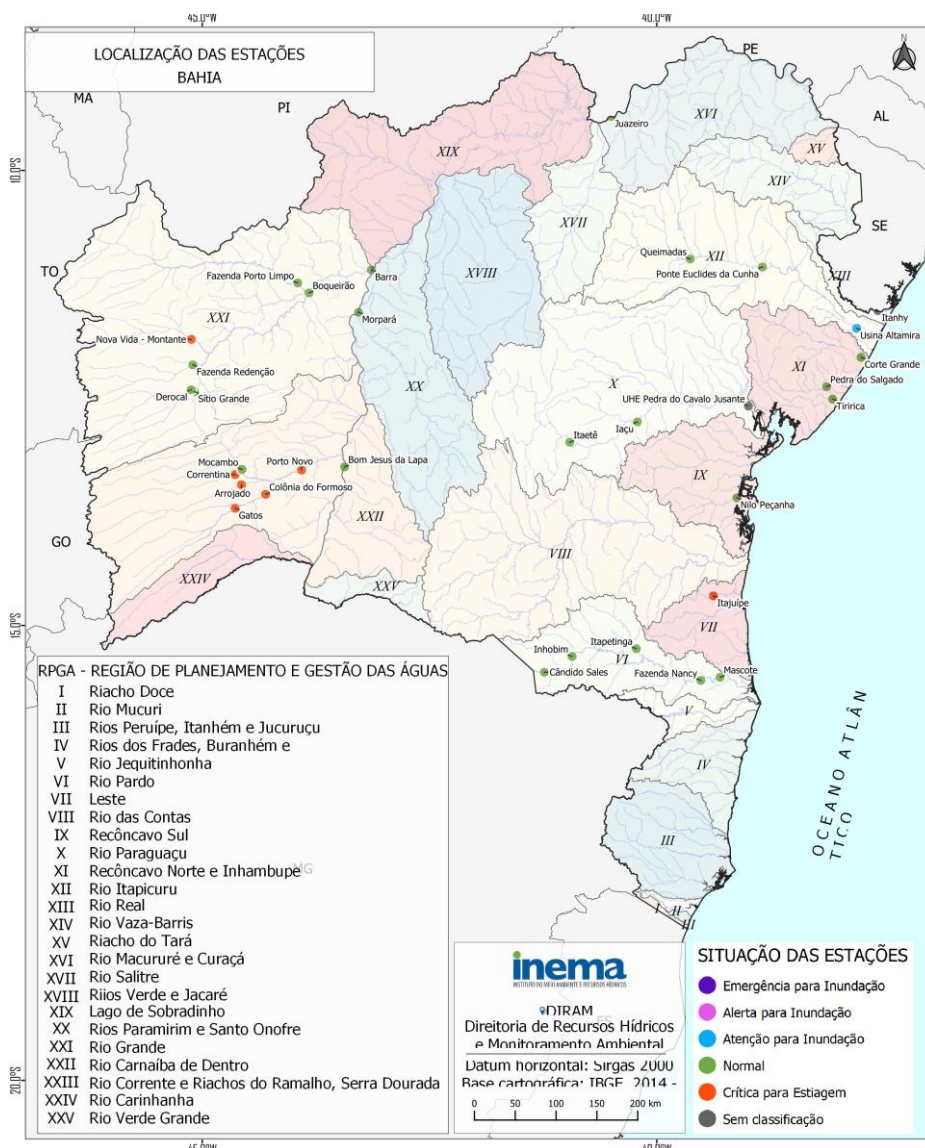 45.0°W
40.0°W
LOCALIZAÇÃO DAS ESTAÇÕES
BAHIA
PE
N
MA
PI
AL
Juazeiro
XVI
XV
XIX
XIV
10.0°S
XVII
SE
TO
Queimadas
XII
Ponte Euclides da Cunha
XVIII
XIII
Barra
Fazenda Porto Limpo
Boqueirão
XXI
Morpará
Itanhy
Usina Altamira
Nova Vida - Montante
Corte Grande
Fazenda Redenção
XX
X
XI
Pedra do Salgado
Derocal
Sítio Grande
UHE Pedra do Cavalo Jusante
Tiririca
Iaçu
Itaetê
Mocambo
Porto Novo
Bom Jesus da Lapa
Correntina
IX
Arrojado
Colônia do Formoso
Nilo Peçanha
Gatos
XXII
GO
VIII
XXIV
XXV
Itajuípe
VII
15.0°S
Inhobim
Itapetinga
VI
Cândido Sales
Fazenda Nancy
Mascote
V
IV
III
I
II
III
OCEANO ATLÂN
TICO
RPGA - REGIÃO DE PLANEJAMENTO E GESTÃO DAS ÁGUAS
I Riacho Doce
II Rio Mucuri
III Rios Peruípe, Itanhém e Jucuruçu
IV Rios dos Frades, Buranhém e
V Rio Jequitinhonha
VI Rio Pardo
VII Leste
VIII Rio das Contas
IX Recôncavo Sul
X Rio Paraguaçu
XI Recôncavo Norte e Inhambupe
XII Rio Itapicuru
XIII Rio Real
XIV Rio Vaza-Barris
XV Riacho do Tará
XVI Rio Macururé e Curaçá
XVII Rio Salitre
XVIII Riios Verde e Jacaré
XIX Lago de Sobradinho
XX Rios Paramirim e Santo Onofre
XXI Rio Grande
XXII Rio Carnaíba de Dentro
XXIII Rio Corrente e Riachos do Ramalho, Serra Dourada
XXIV Rio Carinhanha
XXV Rio Verde Grande
MG
ES
inema
INSTITUTO DO MEIO AMBIENTE E RECURSOS HÍDRICOS
DIRAM
Direitoria de Recursos Hídricos
e Monitoramento Ambiental
Datum horizontal: Sirgas 2000
Base cartográfica: IBGE, 2014 -
0 50 100 150 200 km
SITUAÇÃO DAS ESTAÇÕES
Emergência para Inundação
Alerta para Inundação
Atenção para Inundação
Normal
Crítica para Estiagem
Sem classificação
20.0°S
45.0°W
40.0°W